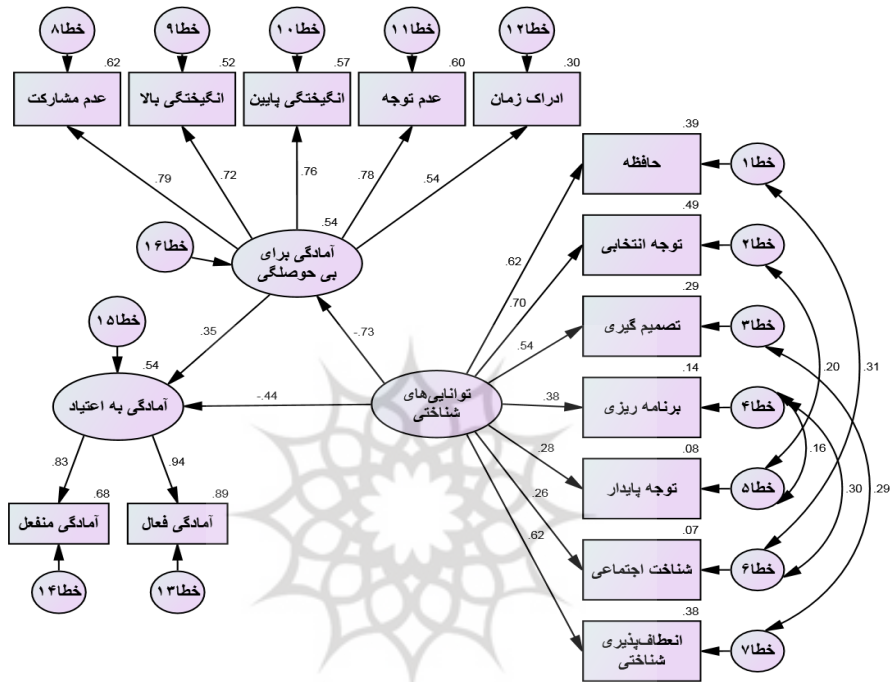 خطا۱۲
خطا۱۱
خطا۱۰
خطا۹
خطا۸
.30
.60
.57
.52
.62
ادراک زمان
عدم توجه
انگیختگی پایین
انگیختگی بالا
عدم مشارکت
.54
.78
.76
.72
.79
.54
آمادگی برای
بی حوصلگی
خطا۱۶
.39
حافظه
خطا۱
.49
توجه انتخابی
خطا۲
.29
تصمیم گیری
خطا۳
.14
برنامه ریزی
خطا۴
.08
توجه پایدار
خطا۵
.07
شناخت اجتماعی
خطا۶
.38
انعطاف‌پذیری
شناختی
خطا۷
.62
.70
.54
.38
.28
.26
.62
.31
.20
.16
.30
.29
توانایی‌های
شناختی
-.73
.35
-.44
خطا۱۵
.54
آمادگی به اعتیاد
.94
.83
.89
.68
آمادگی فعال
آمادگی منفعل
خطا۱۳
خطا۱۴